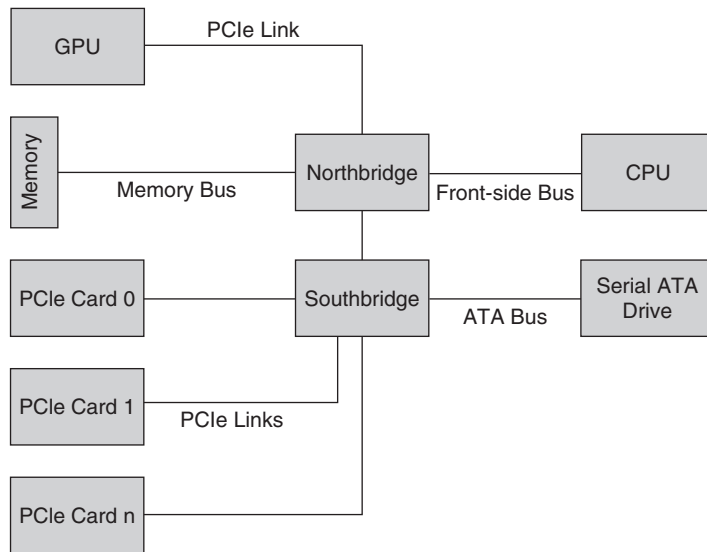 GPU
PCIe Link
Memory
Memory Bus
Northbridge
Front-side Bus
CPU
PCIe Card 0
Southbridge
ATA Bus
Serial ATA
Drive
PCIe Card 1
PCIe Links
PCIe Card n